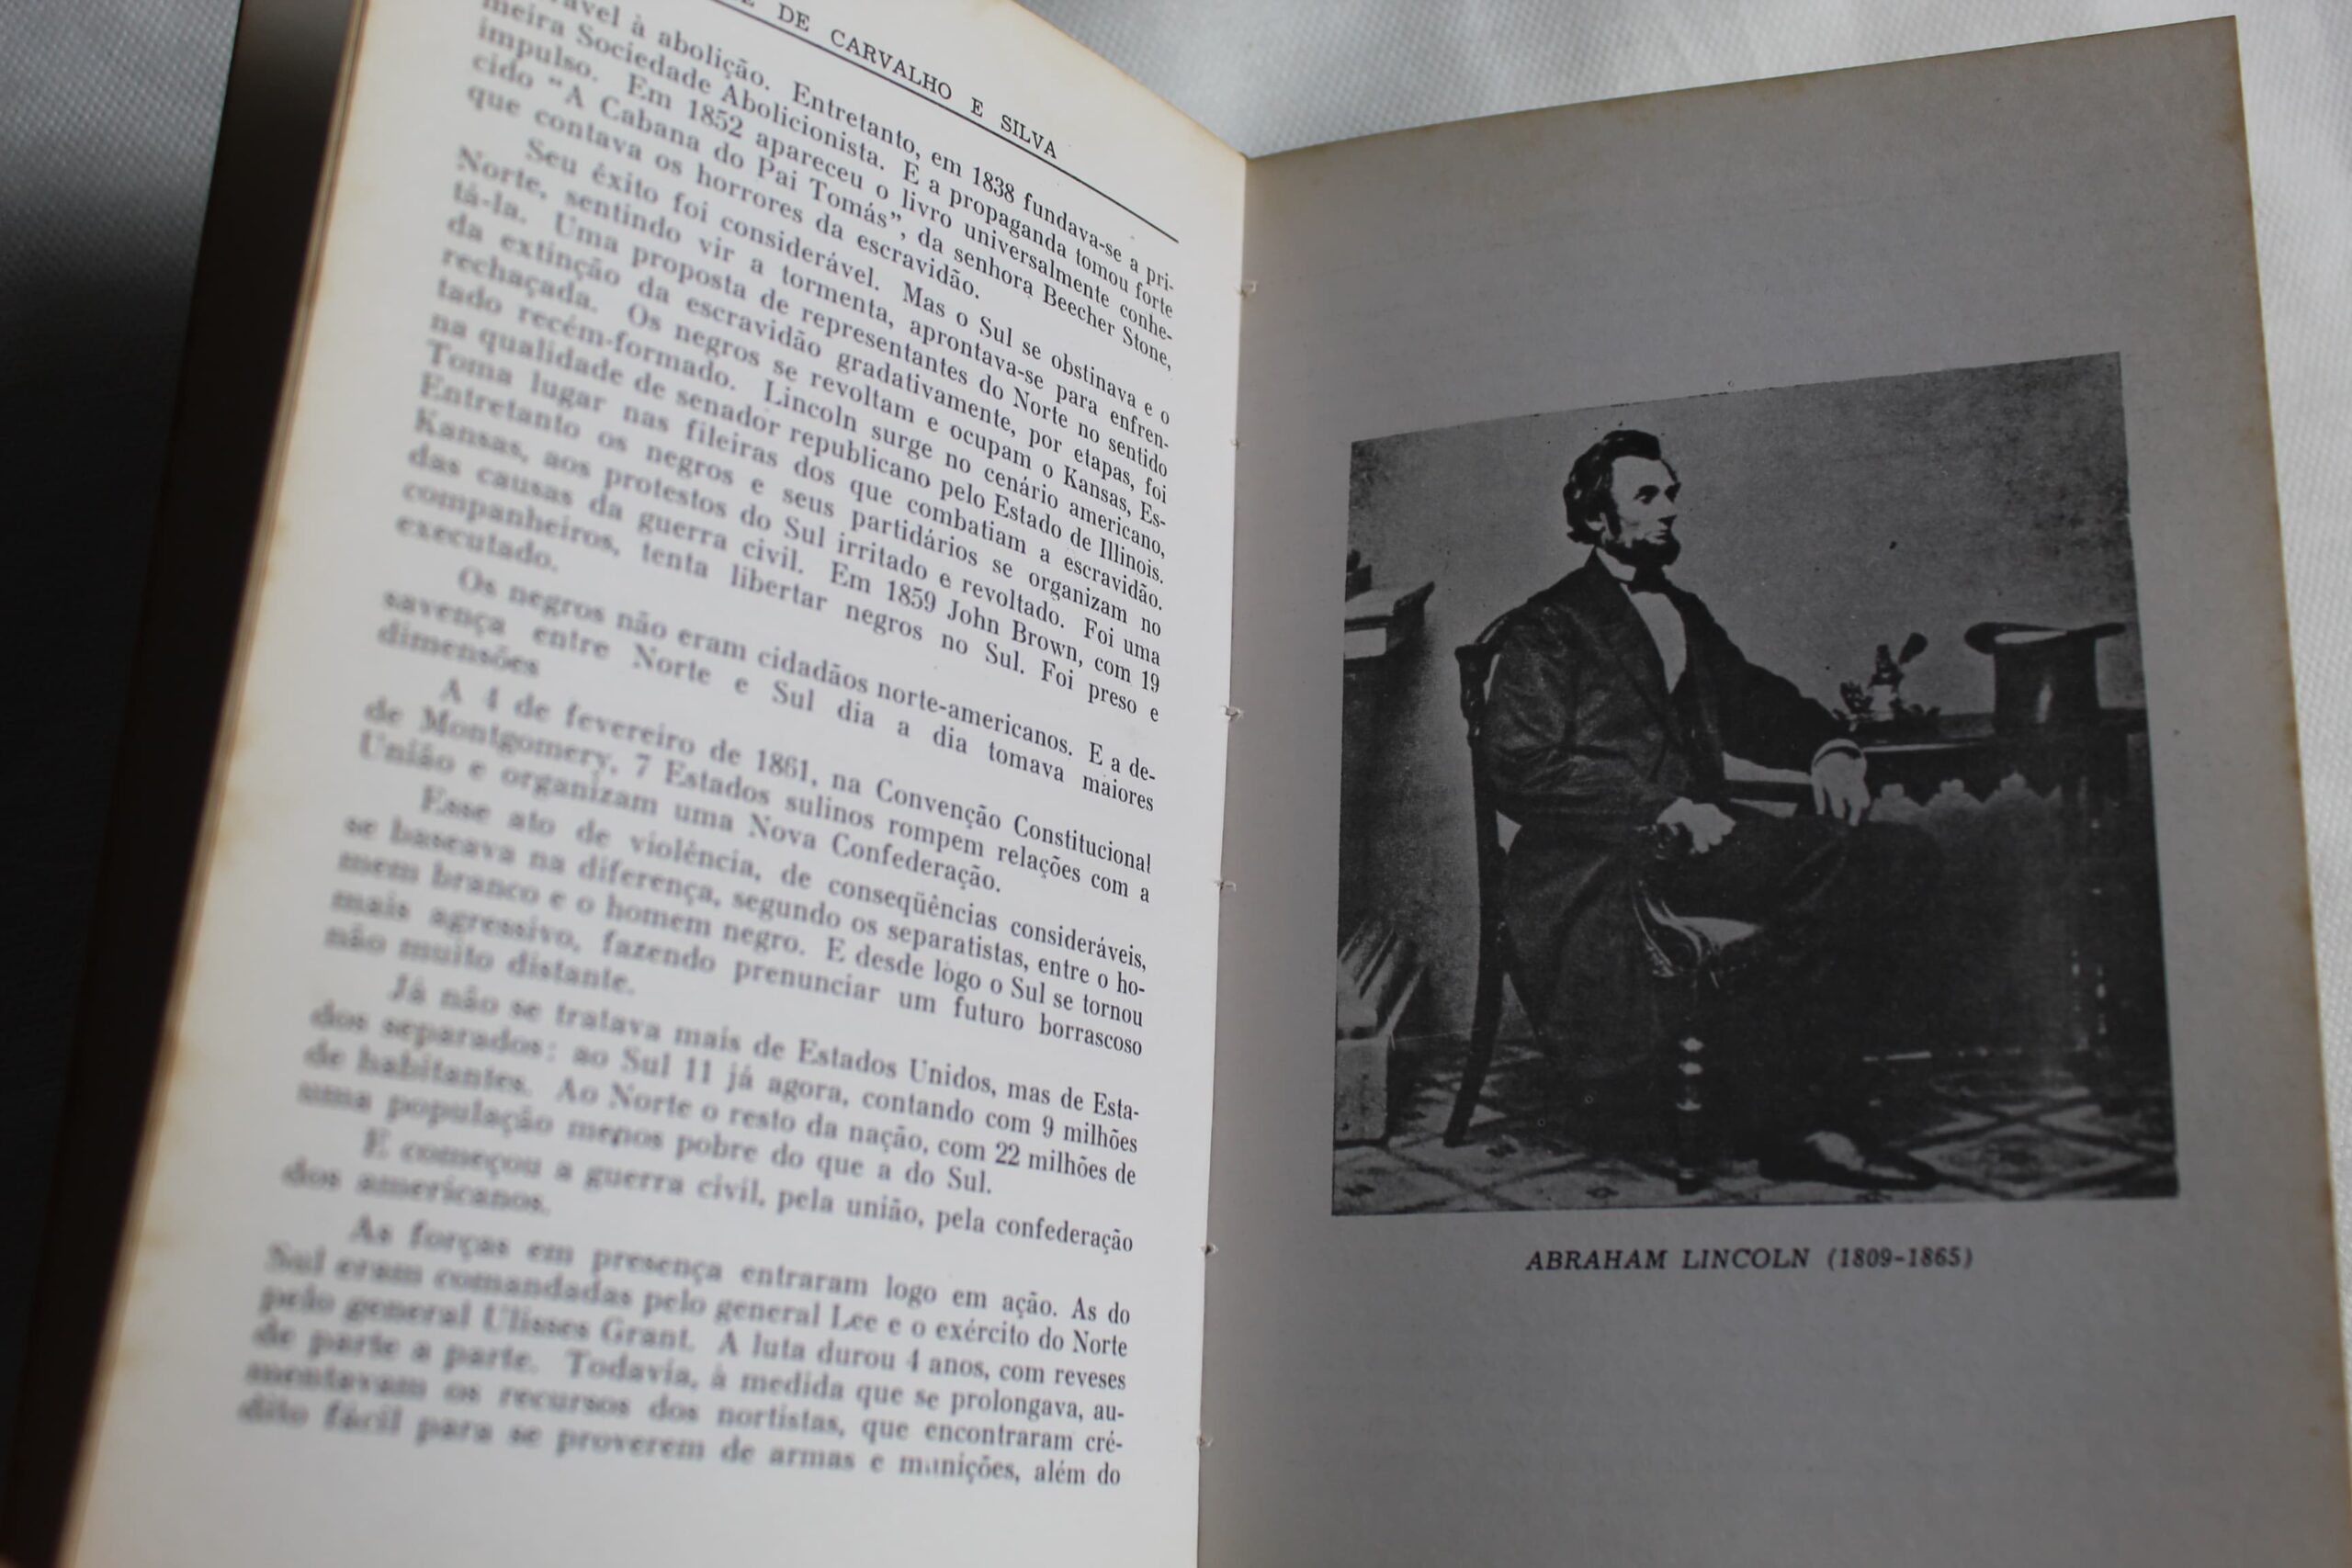 DE CARVALHO E SILVA
à abolição. Entretanto, em 1838 fundava-se a pri-
meira Sociedade Abolicionista. E a propaganda tomou forte
impulso. Em 1852 apareceu o livro universalmente conhe-
cido "A Cabana do Pai Tomás", da senhora Beecher Stone,
que contava os horrores da escravidão.
Seu êxito foi considerável. Mas o Sul se obstinava e o
Norte, sentindo vir a tormenta, aprontava-se para enfren-
tá-la. Uma proposta de representantes do Norte no sentido
da extinção da escravidão gradativamente, por etapas, foi
rechaçada. Os negros se revoltam e ocupam o Kansas, Es-
tado recém-formado. Lincoln surge no cenário americano,
na qualidade de senador republicano pelo Estado de Illinois.
Toma lugar nas fileiras dos que combatiam a escravidão.
Entretanto os negros e seus partidários se organizam no
Kansas, aos protestos do Sul irritado e revoltado. Foi uma
das causas da guerra civil. Em 1859 John Brown, com 19
companheiros, tenta libertar negros no Sul. Foi preso e
executado.
Os negros não eram cidadãos norte-americanos. E a de-
savença entre Norte e Sul dia a dia tomava maiores
dimensões
A 4 de fevereiro de 1861, na Convenção Constitucional
de Montgomery, 7 Estados sulinos rompem relações com a
União e organizam uma Nova Confederação.
Esse ato de violência, de conseqüências consideráveis,
se baseava na diferença, segundo os separatistas, entre o ho-
mem branco e o homem negro. E desde logo o Sul se tornou
mais agressivo, fazendo prenunciar um futuro borrascoso
não muito distante.
Já não se tratava mais de Estados Unidos, mas de Esta-
dos separados: ao Sul 11 já agora, contando com 9 milhões
de habitantes. Ao Norte o resto da nação, com 22 milhões de
uma população menos pobre do que a do Sul.
E começou a guerra civil, pela união, pela confederação
dos americanos.
As forças em presença entraram logo em ação. As do
Sul eram comandadas pelo general Lee e o exército do Norte
pelo general Ulisses Grant. A luta durou 4 anos, com reveses
de parte a parte. Todavia, à medida que se prolongava, au-
mentavam os recursos dos nortistas, que encontraram cré-
dito fácil para se proverem de armas e munições, além do
ABRAHAM LINCOLN (1809-1865)